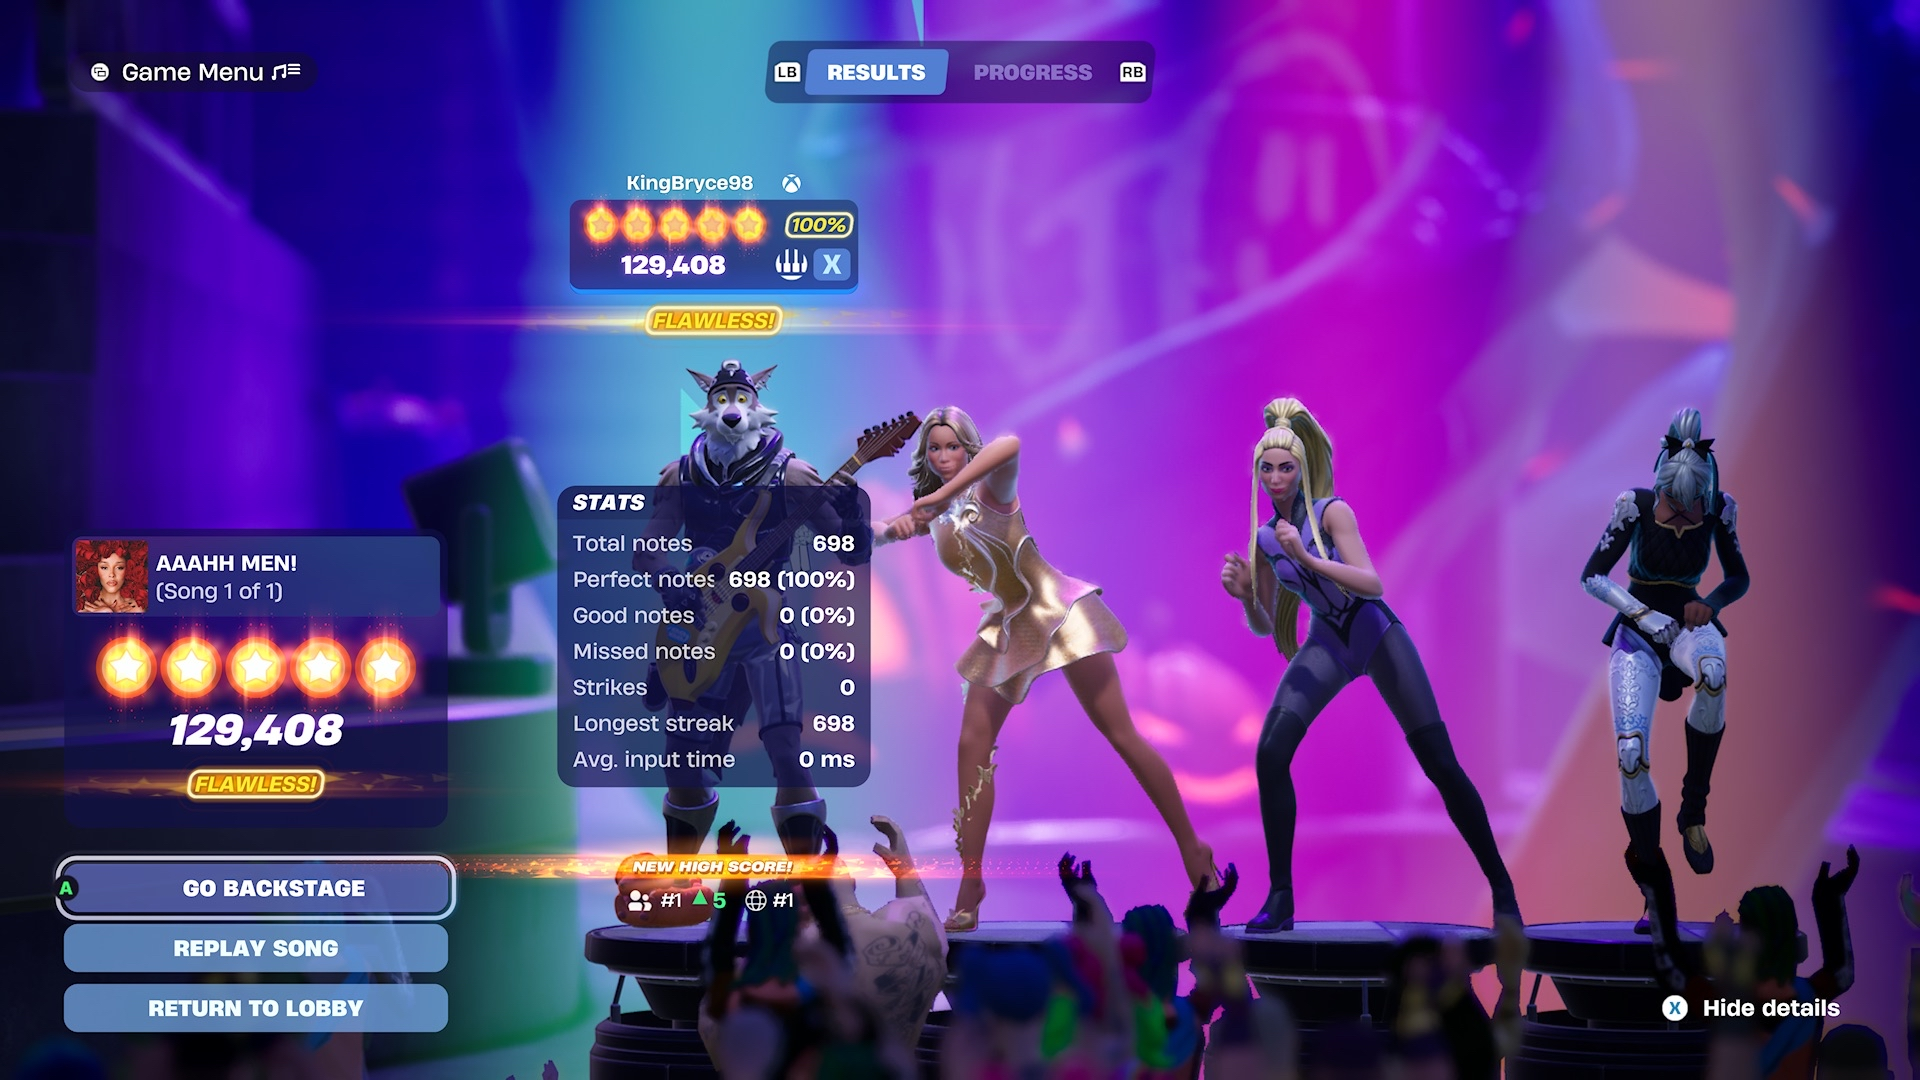 Game Menu
LB RESULTS PROGRESS RB
KingBryce98
100%
129,408 X
FLAWLESS!
STATS
Total notes 698
Perfect notes 698 (100%)
Good notes 0 (0%)
Missed notes 0 (0%)
Strikes 0
Longest streak 698
Avg. input time 0 ms
AAAHH MEN!
(Song 1 of 1)
129,408
FLAWLESS!
NEW HIGH SCORE!
#1 5 #1
A GO BACKSTAGE
REPLAY SONG
RETURN TO LOBBY
X Hide details